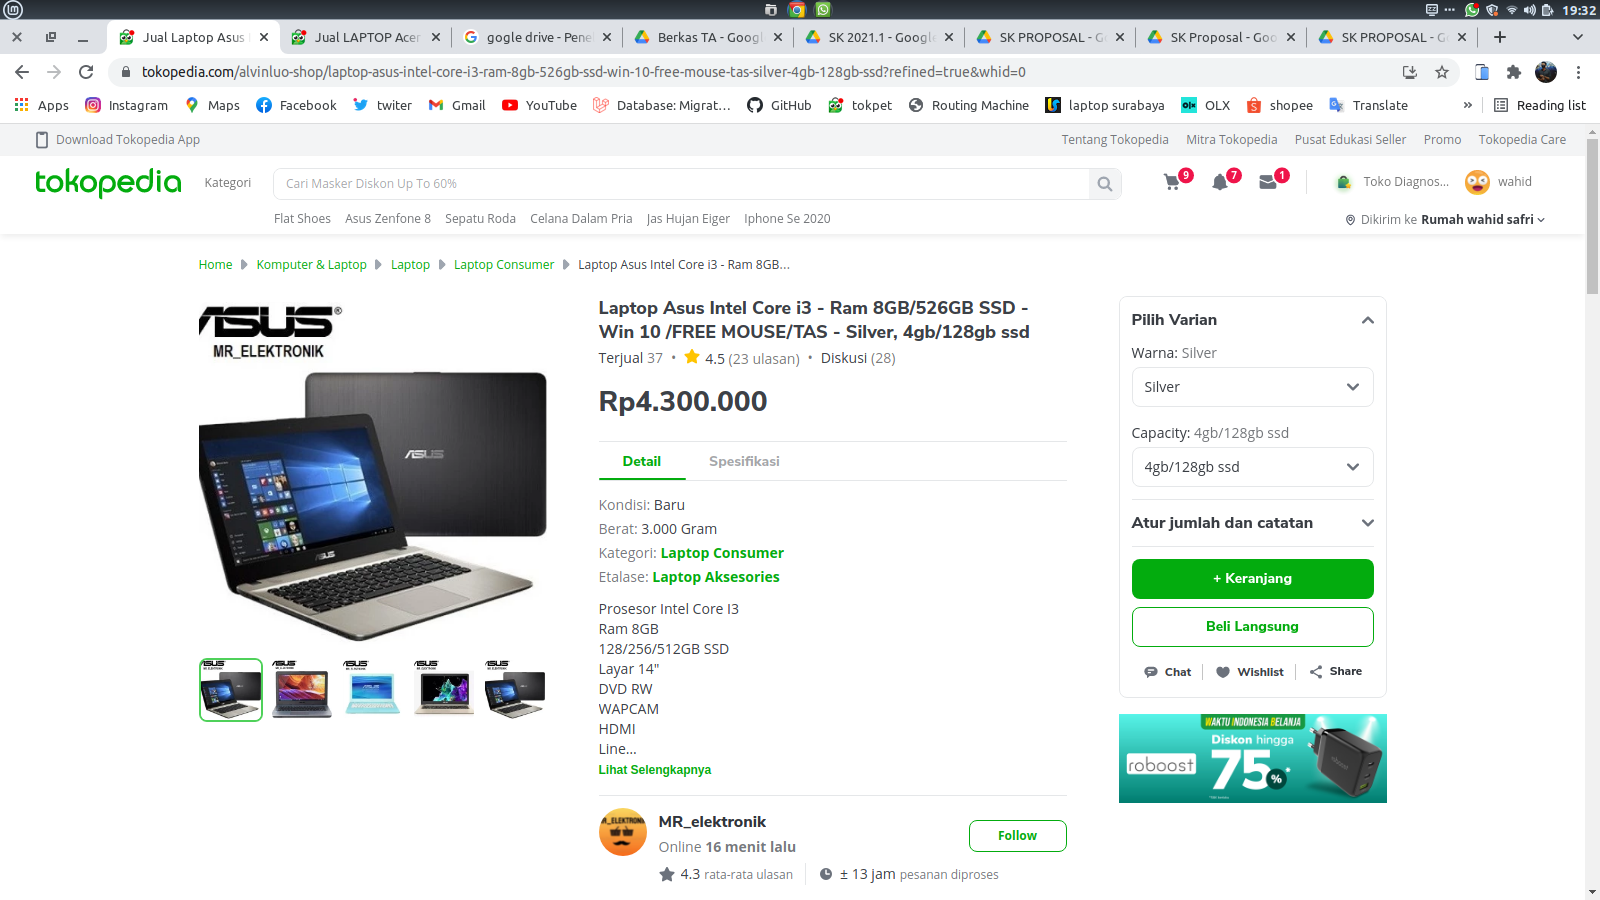 19:32
Jual Laptop Asus
Jual LAPTOP Acer
gogle drive - Penel
Berkas TA - Google
SK 2021.1 - Google
SK PROPOSAL - G
SK Proposal - Goo
SK PROPOSAL - G
tokopedia.com/alvinluo-shop/laptop-asus-intel-core-i3-ram-8gb-526gb-ssd-win-10-free-mouse-tas-silver-4gb-128gb-ssd?refined=true&whid=0
Apps Instagram Maps Facebook twiter Gmail YouTube Database: Migrat... GitHub tokpet Routing Machine laptop surabaya OLX shopee Translate » Reading list
Download Tokopedia App Tentang Tokopedia Mitra Tokopedia Pusat Edukasi Seller Promo Tokopedia Care
tokopedia Kategori Cari Masker Diskon Up To 60% 9 7 1 Toko Diagnos... wahid
Flat Shoes Asus Zenfone 8 Sepatu Roda Celana Dalam Pria Jas Hujan Eiger Iphone Se 2020 Dikirim ke Rumah wahid safri
Home Komputer & Laptop Laptop Laptop Consumer Laptop Asus Intel Core i3 - Ram 8GB...
ASUS
MR_ELEKTRONIK
ASUS
ASUS
Laptop Asus Intel Core i3 - Ram 8GB/526GB SSD -
Win 10 /FREE MOUSE/TAS - Silver, 4gb/128gb ssd
Terjual 37 • 4.5 (23 ulasan) • Diskusi (28)
Rp4.300.000
Detail Spesifikasi
Kondisi: Baru
Berat: 3.000 Gram
Kategori: Laptop Consumer
Etalase: Laptop Aksesories
Prosesor Intel Core I3
Ram 8GB
128/256/512GB SSD
Layar 14"
DVD RW
WAPCAM
HDMI
Line...
Lihat Selengkapnya
MR_elektronik
Online 16 menit lalu
Follow
4.3 rata-rata ulasan ± 13 jam pesanan diproses
Pilih Varian
Warna: Silver
Silver
Capacity: 4gb/128gb ssd
4gb/128gb ssd
Atur jumlah dan catatan
+ Keranjang
Beli Langsung
Chat Wishlist Share
WAKTU INDONESIA BELANJA
Diskon hingga
roboost 75%*